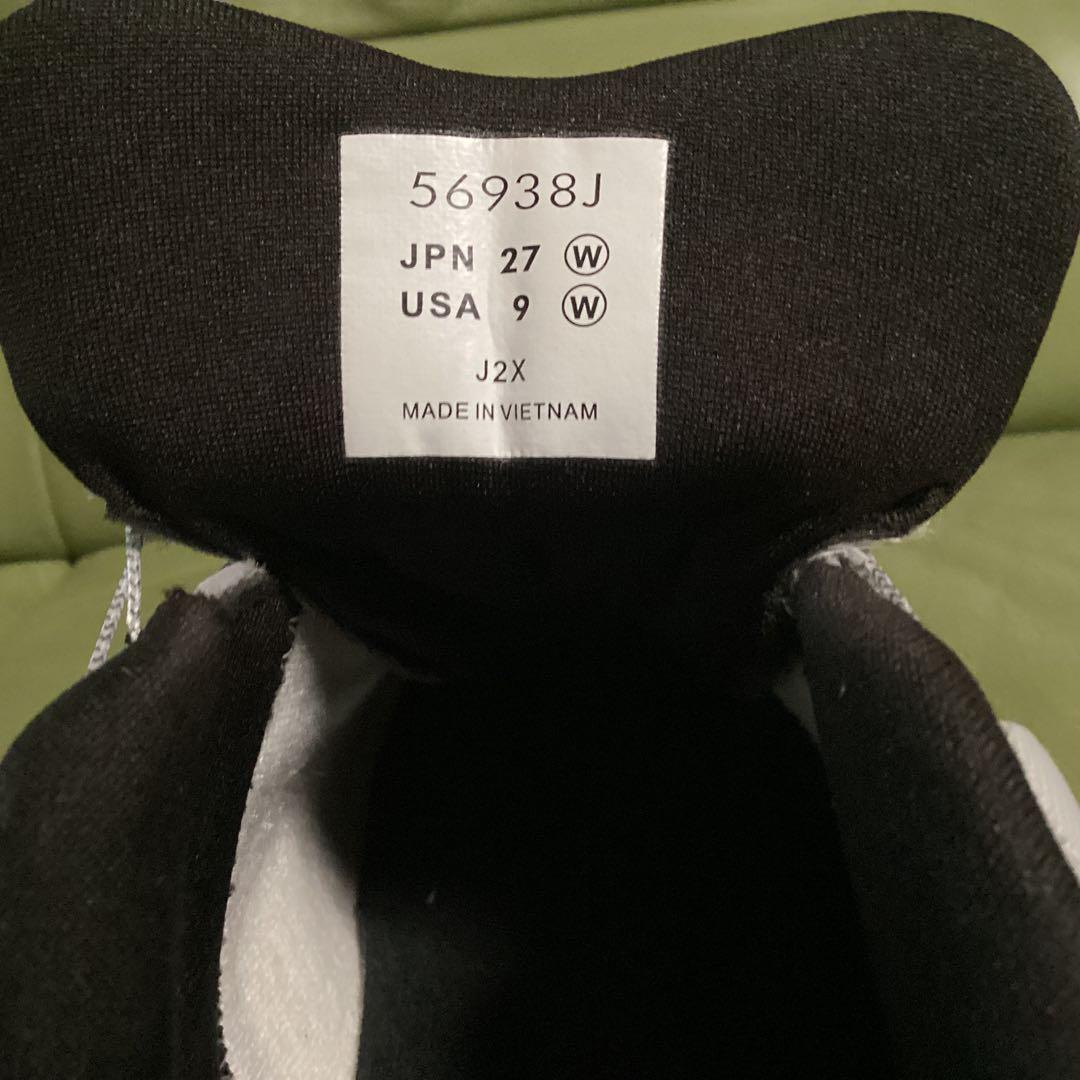 56938J
JPN 27 Ⓦ
USA 9 Ⓦ
J2X
MADE IN VIETNAM